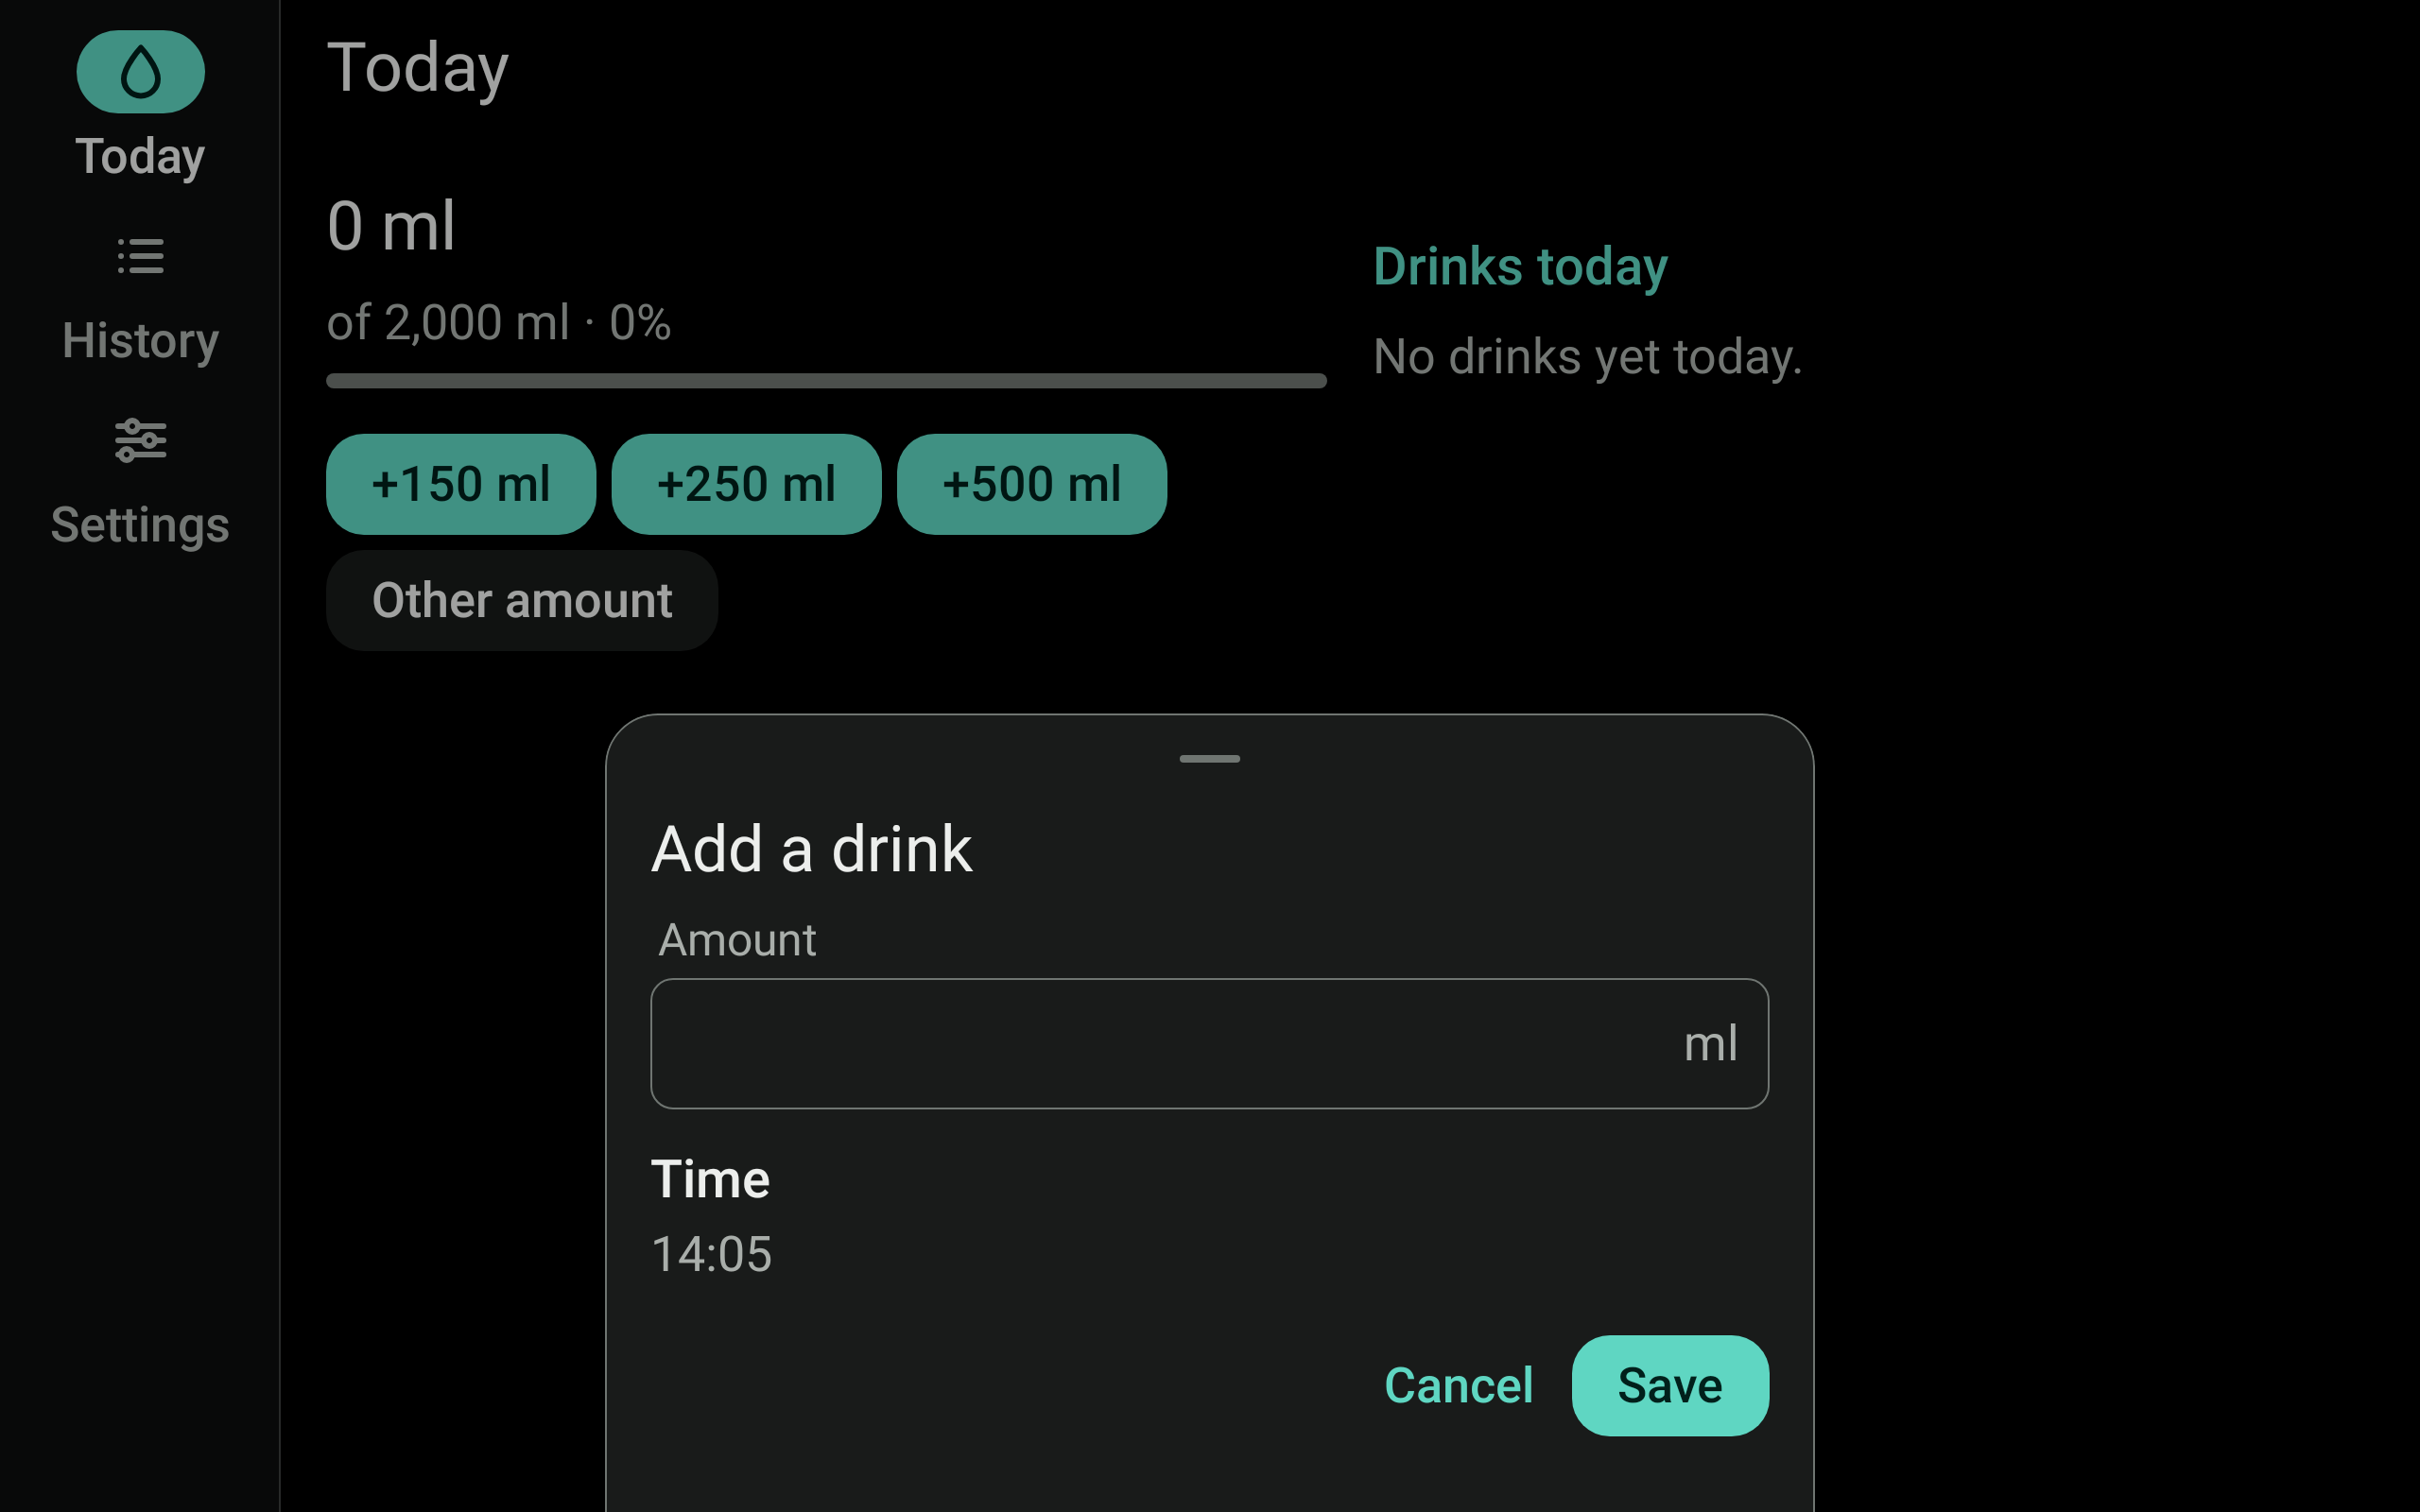 Today
History
Settings
Today
0 ml
of 2,000 ml · 0%
+150 ml +250 ml +500 ml
Other amount
Drinks today
No drinks yet today.
Add a drink
Amount
ml
Time
14:05
Cancel Save